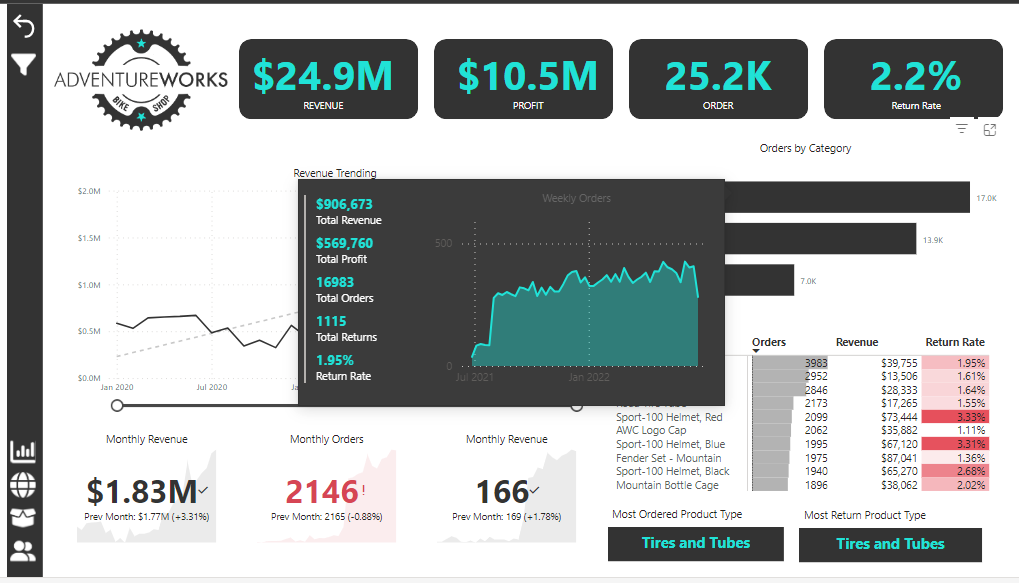 ADVENTUREWORKS
BIKE SHOP
$24.9M
REVENUE
$10.5M
PROFIT
25.2K
ORDER
2.2%
Return Rate
Revenue Trending
$2.0M
$1.5M
$1.0M
$0.5M
$0.0M
Jan 2020
Jul 2020
$906,673
Total Revenue
$569,760
Total Profit
16983
Total Orders
1115
Total Returns
1.95%
Return Rate
Weekly Orders
500
0
Jul 2021
Jan 2022
Orders by Category
17.0K
13.9K
7.0K
Orders Revenue Return Rate
3983 $39,755 1.95%
2952 $13,506 1.61%
2846 $28,333 1.64%
2173 $17,265 1.55%
Sport-100 Helmet, Red 2099 $73,444 3.33%
AWC Logo Cap 2062 $35,882 1.11%
Sport-100 Helmet, Blue 1995 $67,120 3.31%
Fender Set - Mountain 1975 $87,041 1.36%
Sport-100 Helmet, Black 1940 $65,270 2.68%
Mountain Bottle Cage 1896 $38,062 2.02%
Monthly Revenue
$1.83M
Prev Month: $1.77M (+3.31%)
Monthly Orders
2146!
Prev Month: 2165 (-0.88%)
Monthly Revenue
166
Prev Month: 169 (+1.78%)
Most Ordered Product Type
Tires and Tubes
Most Return Product Type
Tires and Tubes